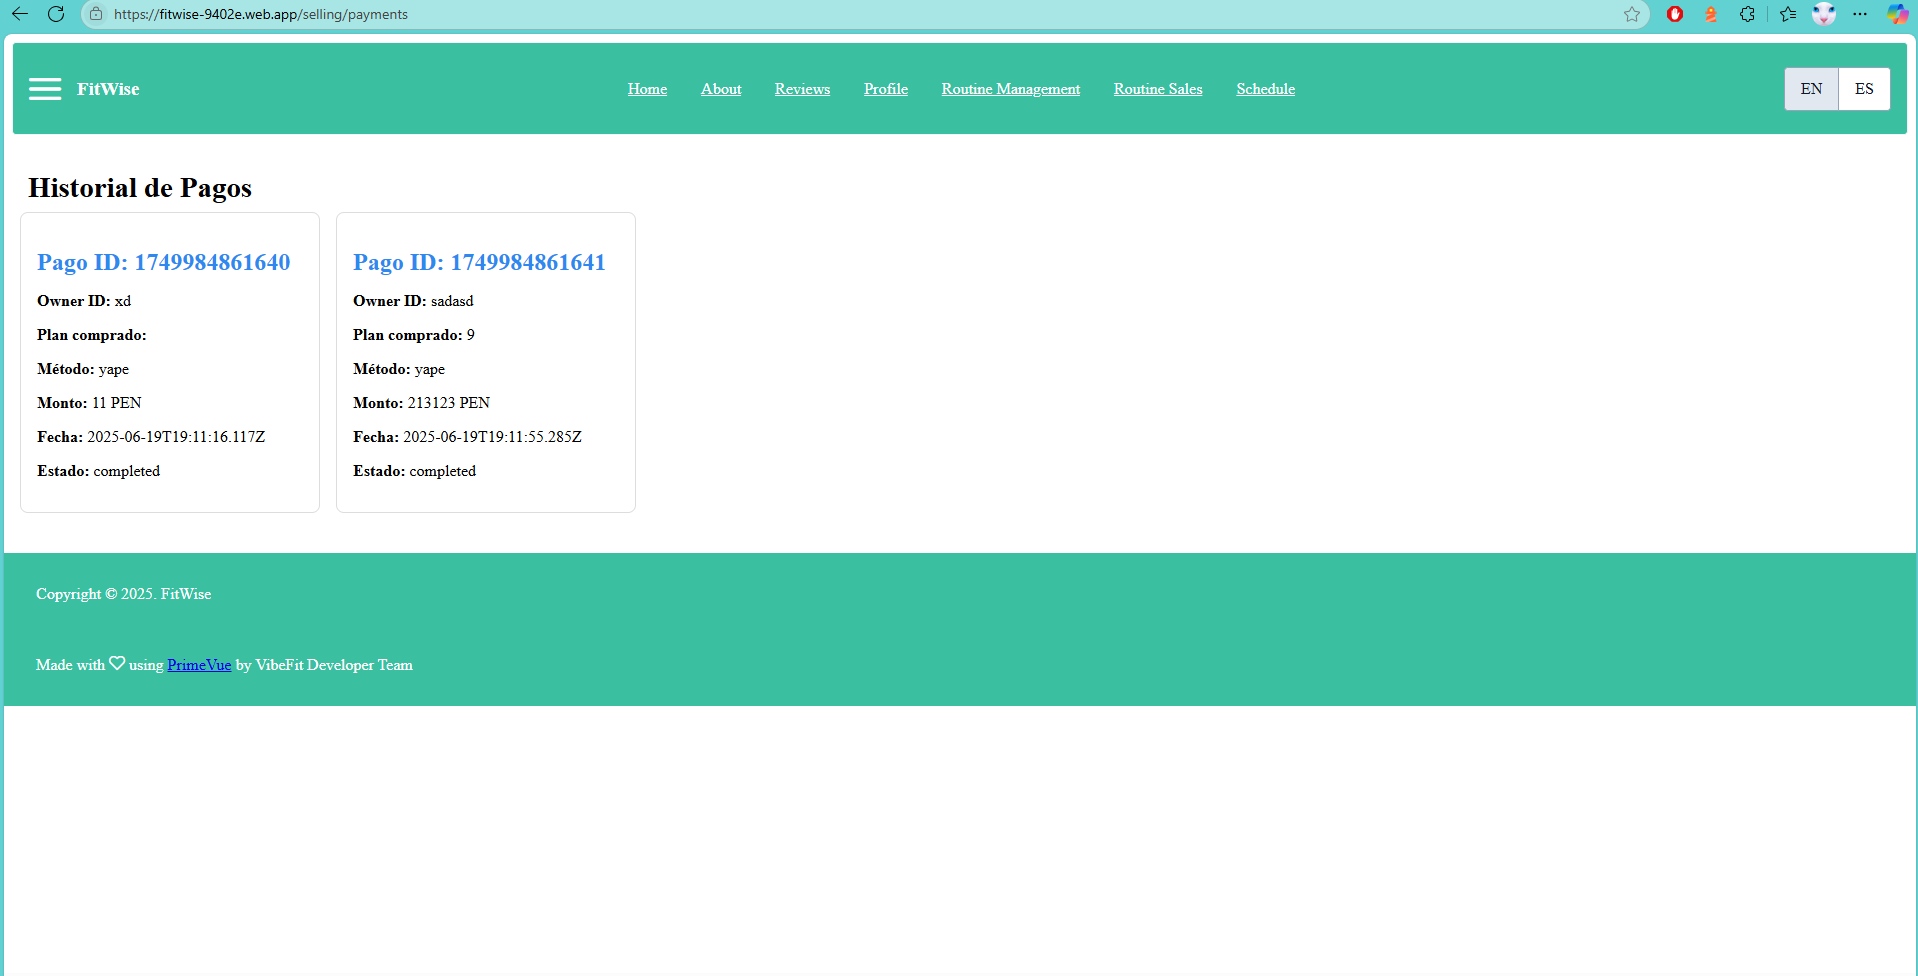 https://fitwise-9402e.web.app/selling/payments
FitWise
Home About Reviews Profile Routine Management Routine Sales Schedule
EN ES
Historial de Pagos
Pago ID: 1749984861640
Owner ID: xd
Plan comprado:
Método: yape
Monto: 11 PEN
Fecha: 2025-06-19T19:11:16.117Z
Estado: completed
Pago ID: 1749984861641
Owner ID: sadasd
Plan comprado: 9
Método: yape
Monto: 213123 PEN
Fecha: 2025-06-19T19:11:55.285Z
Estado: completed
Copyright © 2025. FitWise
Made with ♡ using PrimeVue by VibeFit Developer Team